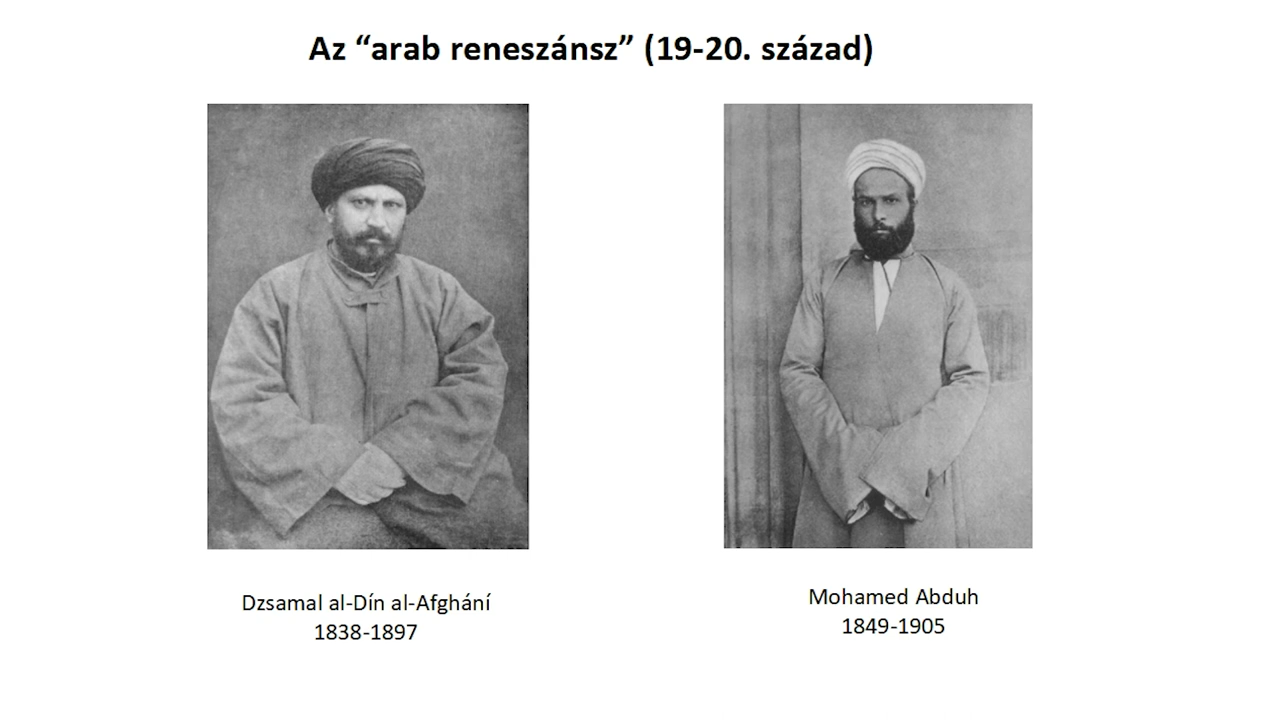 Az “arab reneszánsz” (19-20. század)
Dzsamal al-Dín al-Afghání
1838-1897
Mohamed Abduh
1849-1905